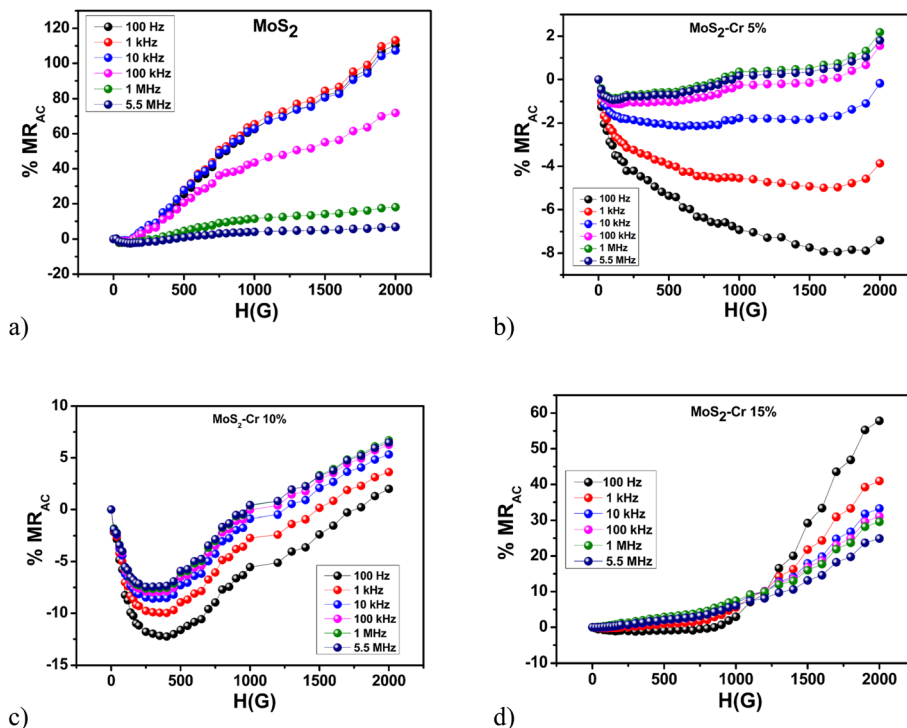 MoS2
% MRAC
120
100
80
60
40
20
0
-20
100 Hz
1 kHz
10 kHz
100 kHz
1 MHz
5.5 MHz
0 500 1000 1500 2000
H(G)
a)
MoS2-Cr 5%
% MRAC
2
0
-2
-4
-6
-8
100 Hz
1 kHz
10 kHz
100 kHz
1 MHz
5.5 MHz
0 500 1000 1500 2000
H(G)
b)
MoS2-Cr 10%
% MRAC
10
5
0
-5
-10
-15
100 Hz
1 kHz
10 kHz
100 kHz
1 MHz
5.5 MHz
0 500 1000 1500 2000
H(G)
c)
MoS2-Cr 15%
% MRAC
60
50
40
30
20
10
0
-10
100 Hz
1 kHz
10 kHz
100 kHz
1 MHz
5.5 MHz
0 500 1000 1500 2000
H(G)
d)